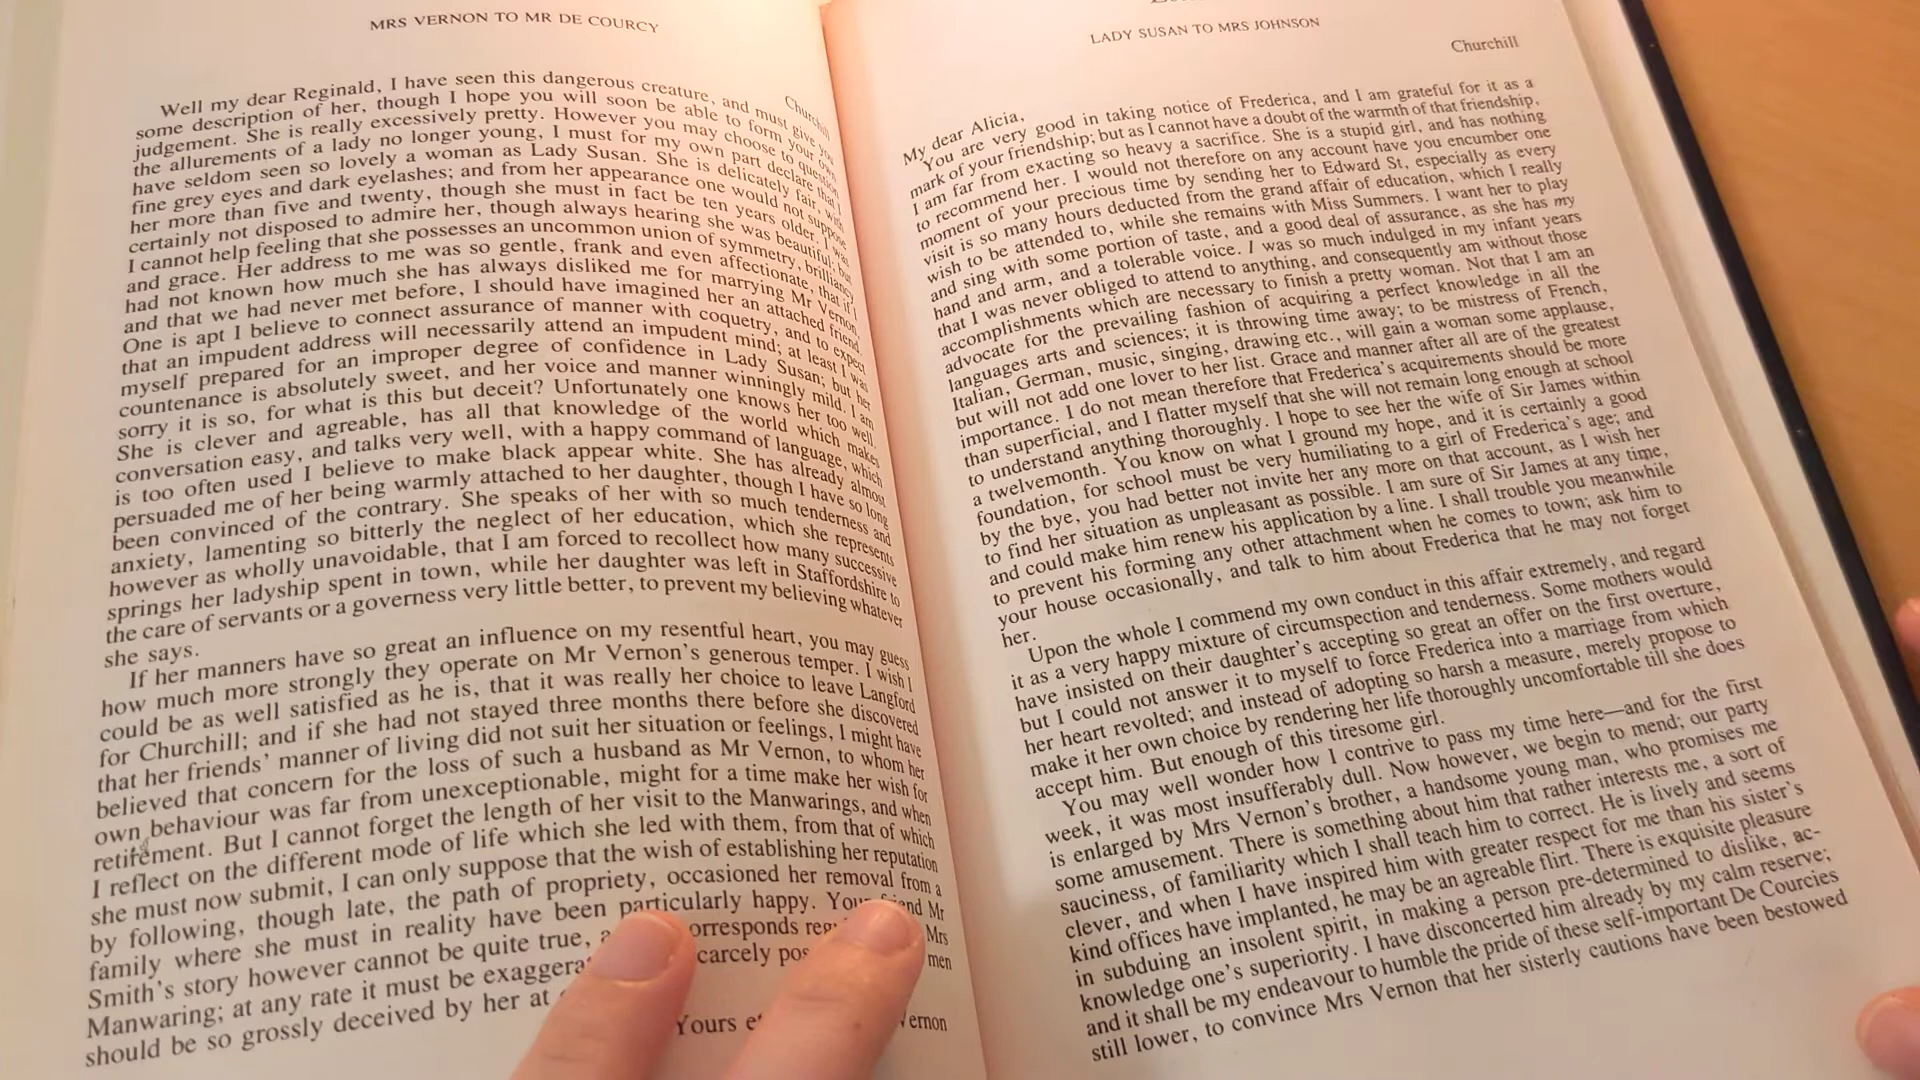 MRS VERNON TO MR DE COURCY
Churchill
Well my dear Reginald, I have seen this dangerous creature, and must give you
some description of her, though I hope you will soon be able to form your own
judgement. She is really excessively pretty. However you may choose to question
the allurements of a lady no longer young, I must for my own part declare that I
have seldom seen so lovely a woman as Lady Susan. She is delicately fair, with
fine grey eyes and dark eyelashes; and from her appearance one would not suppose
her more than five and twenty, though she must in fact be ten years older. I was
certainly not disposed to admire her, though always hearing she was beautiful; but
I cannot help feeling that she possesses an uncommon union of symmetry, brilliancy
and grace. Her address to me was so gentle, frank and even affectionate, that if I
had not known how much she has always disliked me for marrying Mr Vernon,
and that we had never met before, I should have imagined her an attached friend.
One is apt I believe to connect assurance of manner with coquetry, and to expect
that an impudent address will necessarily attend an impudent mind; at least I was
myself prepared for an improper degree of confidence in Lady Susan; but her
countenance is absolutely sweet, and her voice and manner winningly mild. I am
sorry it is so, for what is this but deceit? Unfortunately one knows her too well.
She is clever and agreeable, has all that knowledge of the world which makes
conversation easy, and talks very well, with a happy command of language, which
is too often used I believe to make black appear white. She has already almost
persuaded me of her being warmly attached to her daughter, though I have so long
been convinced of the contrary. She speaks of her with so much tenderness and
anxiety, lamenting so bitterly the neglect of her education, which she represents
however as wholly unavoidable, that I am forced to recollect how many successive
springs her ladyship spent in town, while her daughter was left in Staffordshire to
the care of servants or a governess very little better, to prevent my believing whatever
she says.
If her manners have so great an influence on my resentful heart, you may guess
how much more strongly they operate on Mr Vernon's generous temper. I wish I
could be as well satisfied as he is, that it was really her choice to leave Langford
for Churchill; and if she had not stayed three months there before she discovered
that her friends' manner of living did not suit her situation or feelings, I might have
believed that concern for the loss of such a husband as Mr Vernon, to whom her
own behaviour was far from unexceptionable, might for a time make her wish for
retirement. But I cannot forget the length of her visit to the Manwarings, and when
I reflect on the different mode of life which she led with them, from that of which
she must now submit, I can only suppose that the wish of establishing her reputation
by following, though late, the path of propriety, occasioned her removal from a
family where she must in reality have been particularly happy. Your friend Mr
Smith's story however cannot be quite true, a orresponds reg Mrs
Manwaring; at any rate it must be exaggera carcely pos men
should be so grossly deceived by her at
Yours e Vernon
LADY SUSAN TO MRS JOHNSON
Churchill
My dear Alicia,
You are very good in taking notice of Frederica, and I am grateful for it as a
mark of your friendship; but as I cannot have a doubt of the warmth of that friendship,
I am far from exacting so heavy a sacrifice. She is a stupid girl, and has nothing
to recommend her. I would not therefore on any account have you encumber one
moment of your precious time by sending her to Edward St, especially as every
visit is so many hours deducted from the grand affair of education, which I really
wish to be attended to, while she remains with Miss Summers. I want her to play
and sing with some portion of taste, and a good deal of assurance, as she has my
hand and arm, and a tolerable voice. I was so much indulged in my infant years
that I was never obliged to attend to anything, and consequently am without those
accomplishments which are necessary to finish a pretty woman. Not that I am an
advocate for the prevailing fashion of acquiring a perfect knowledge in all the
languages arts and sciences; it is throwing time away; to be mistress of French,
Italian, German, music, singing, drawing etc., will gain a woman some applause,
but will not add one lover to her list. Grace and manner after all are of the greatest
importance. I do not mean therefore that Frederica's acquirements should be more
than superficial, and I flatter myself that she will not remain long enough at school
to understand anything thoroughly. I hope to see her the wife of Sir James within
a twelvemonth. You know on what I ground my hope, and it is certainly a good
foundation, for school must be very humiliating to a girl of Frederica's age; and
by the bye, you had better not invite her any more on that account, as I wish her
to find her situation as unpleasant as possible. I am sure of Sir James at any time,
and could make him renew his application by a line. I shall trouble you meanwhile
to prevent his forming any other attachment when he comes to town; ask him to
your house occasionally, and talk to him about Frederica that he may not forget
her.
Upon the whole I commend my own conduct in this affair extremely, and regard
it as a very happy mixture of circumspection and tenderness. Some mothers would
have insisted on their daughter's accepting so great an offer on the first overture,
but I could not answer it to myself to force Frederica into a marriage from which
her heart revolted; and instead of adopting so harsh a measure, merely propose to
make it her own choice by rendering her life thoroughly uncomfortable till she does
accept him. But enough of this tiresome girl.
You may well wonder how I contrive to pass my time here—and for the first
week, it was most insufferably dull. Now however, we begin to mend; our party
is enlarged by Mrs Vernon's brother, a handsome young man, who promises me
some amusement. There is something about him that rather interests me, a sort of
sauciness, of familiarity which I shall teach him to correct. He is lively and seems
clever, and when I have inspired him with greater respect for me than his sister's
kind offices have implanted, he may be an agreeable flirt. There is exquisite pleasure
in subduing an insolent spirit, in making a person pre-determined to dislike, ac-
knowledge one's superiority. I have disconcerted him already by my calm reserve;
and it shall be my endeavour to humble the pride of these self-important De Courcies
still lower, to convince Mrs Vernon that her sisterly cautions have been bestowed